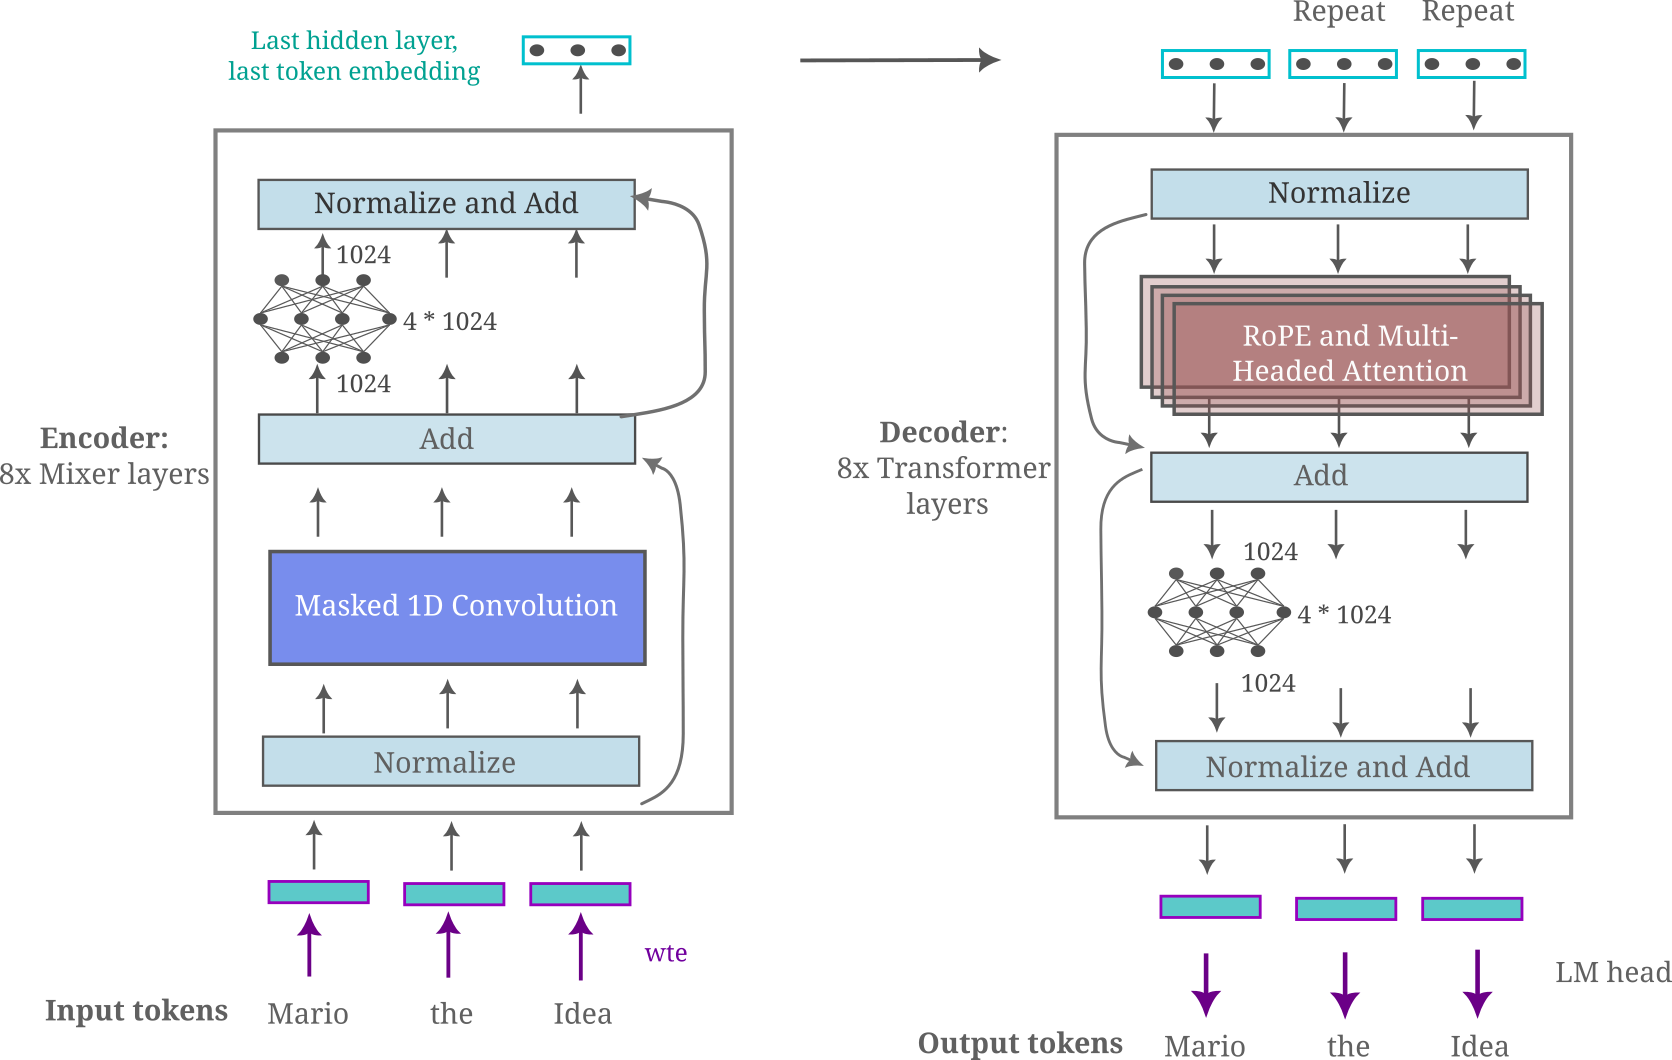 Last hidden layer,
last token embedding
Normalize and Add
1024
4 * 1024
1024
Add
Encoder:
8x Mixer layers
Masked 1D Convolution
Normalize
wte
Input tokens
Mario
the
Idea
Repeat
Repeat
Normalize
RoPE and Multi-
Headed Attention
Decoder:
8x Transformer
layers
Add
1024
4 * 1024
1024
Normalize and Add
LM head
Output tokens
Mario
the
Idea